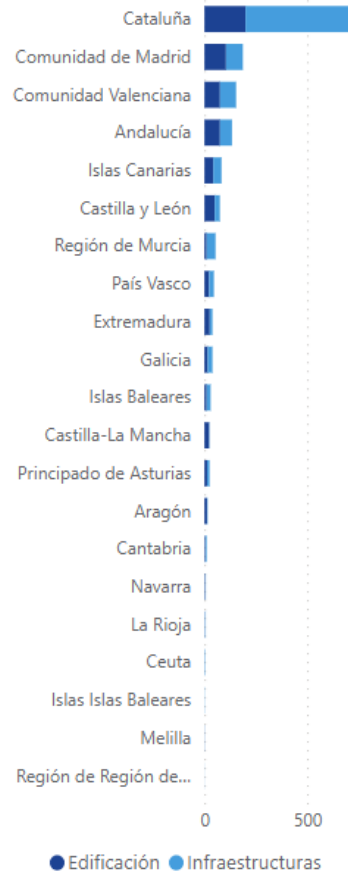 Cataluña
Comunidad de Madrid
Comunidad Valenciana
Andalucía
Islas Canarias
Castilla y León
Región de Murcia
País Vasco
Extremadura
Galicia
Islas Baleares
Castilla-La Mancha
Principado de Asturias
Aragón
Cantabria
Navarra
La Rioja
Ceuta
Islas Islas Baleares
Melilla
Región de Región de...
0 500
Edificación Infraestructuras